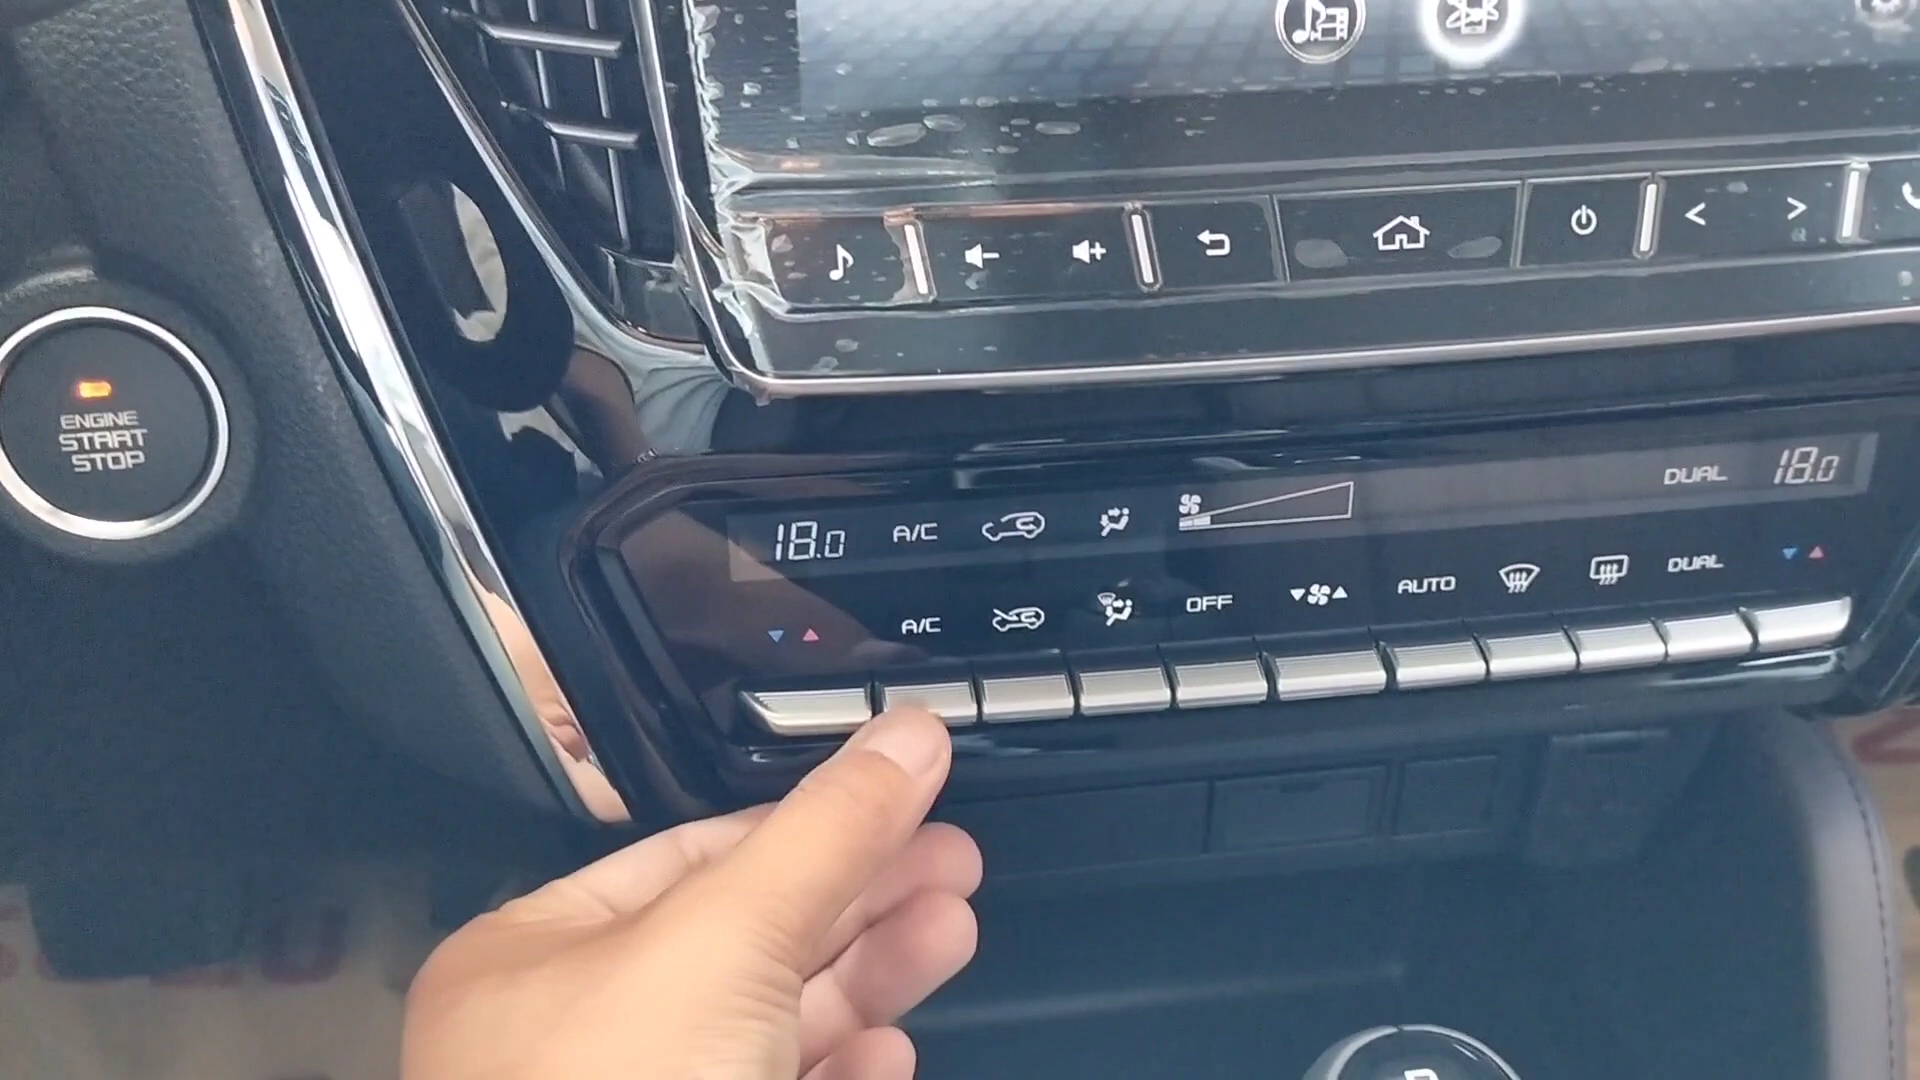 ENGINE
START
STOP
18.0 A/C DUAL 18.0
A/C OFF AUTO DUAL